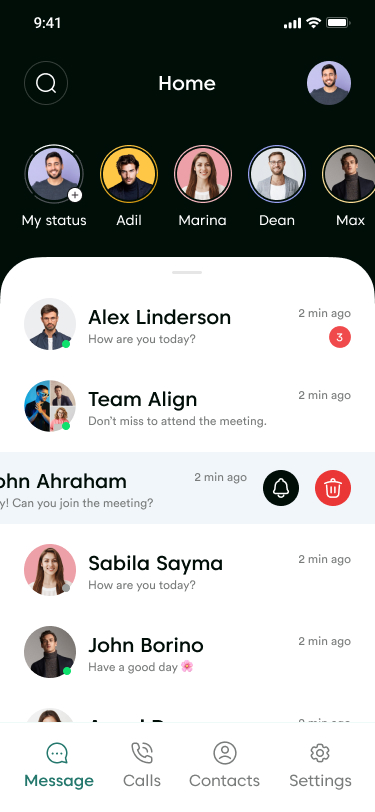 9:41
Home
My status
Adil
Marina
Dean
Max
Alex Linderson
2 min ago
How are you today?
3
Team Align
2 min ago
Don't miss to attend the meeting.
ohn Ahraham
2 min ago
y! Can you join the meeting?
Sabila Sayma
2 min ago
How are you today?
John Borino
2 min ago
Have a good day 🌸
2 min ago
Message
Calls
Contacts
Settings